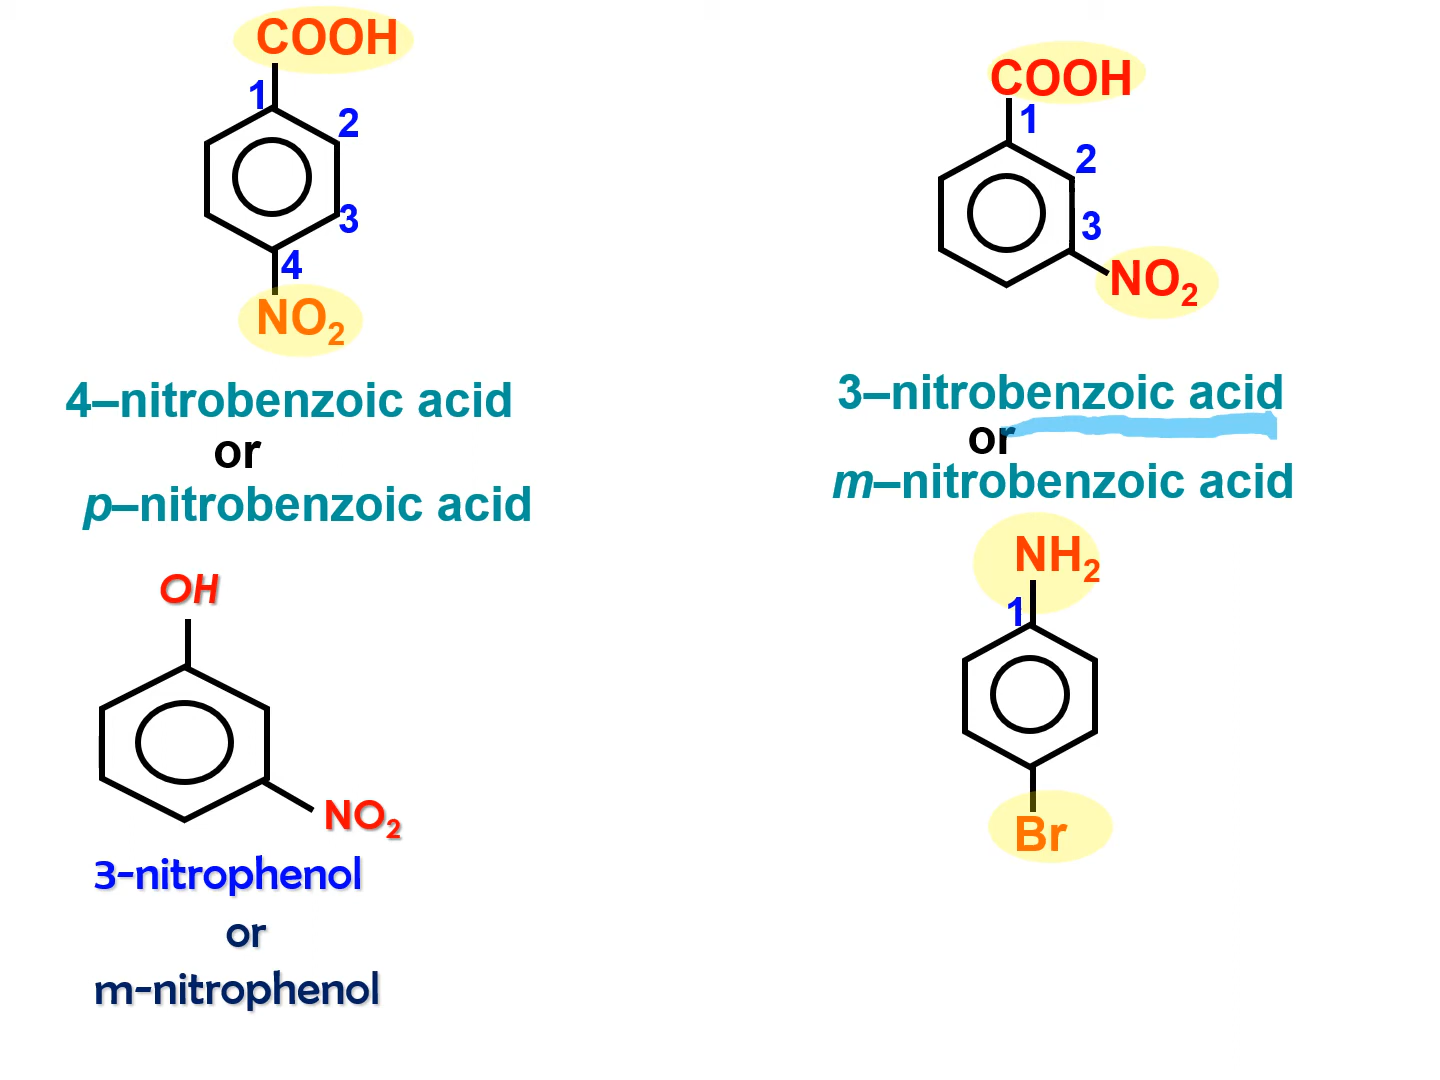 COOH
1
2
3
4
NO2
4–nitrobenzoic acid
or
p–nitrobenzoic acid
COOH
1
2
3
NO2
3–nitrobenzoic acid
or
m–nitrobenzoic acid
OH
NO2
3-nitrophenol
or
m-nitrophenol
NH2
1
Br